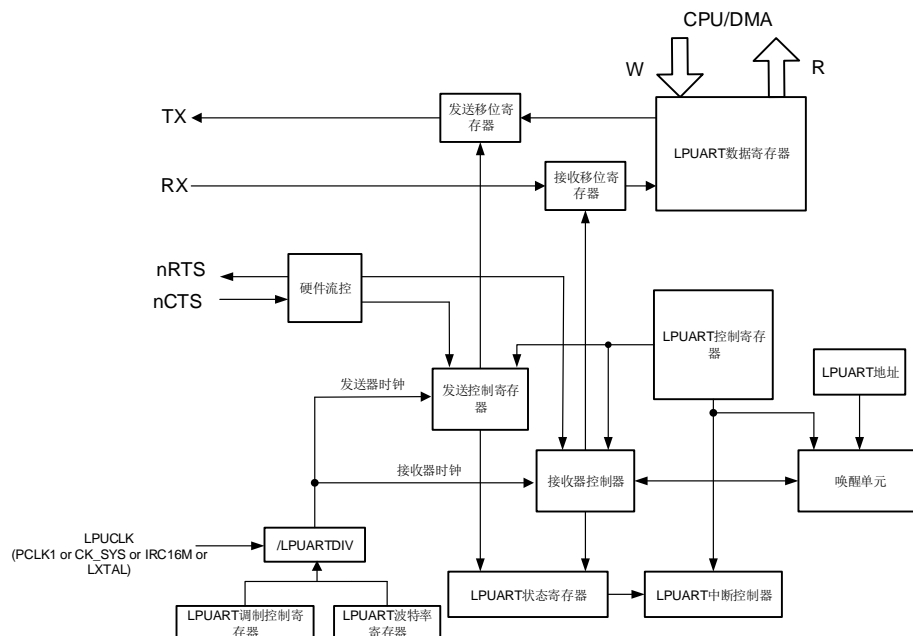 CPU/DMA
W
R
TX
发送移位寄
存器
LPUART数据寄存器
RX
接收移位寄
存器
nRTS
nCTS
硬件流控
LPUART控制寄存
器
LPUART地址
发送器时钟
发送控制寄存
器
接收器时钟
接收器控制器
唤醒单元
LPUCLK
(PCLK1 or CK_SYS or IRC16M or
LXTAL)
/LPUARTDIV
LPUART状态寄存器
LPUART中断控制器
LPUART调制控制寄
存器
LPUART波特率
寄存器